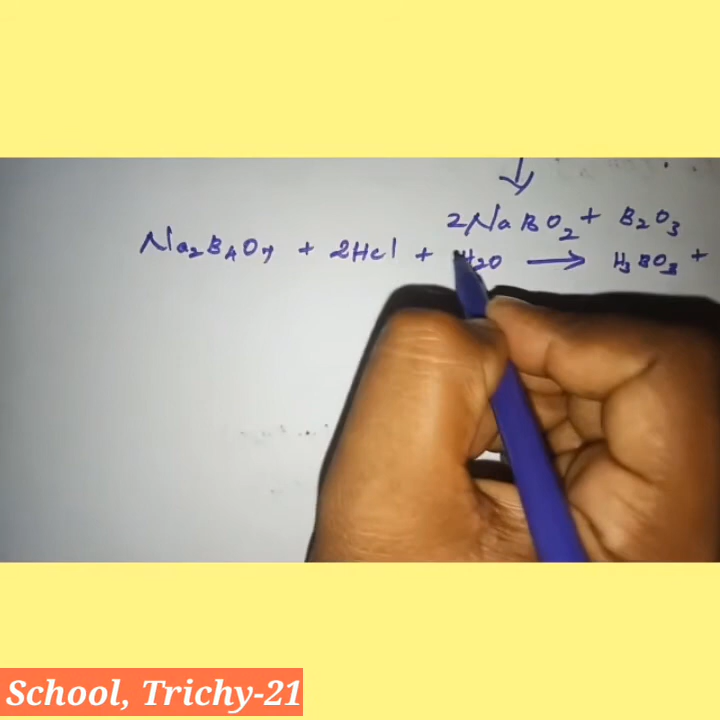 2NaBO₂ + B₂O₃
Na₂B₄O₇ + 2Hcl + H₂O → H₃BO₃ +
School, Trichy-21